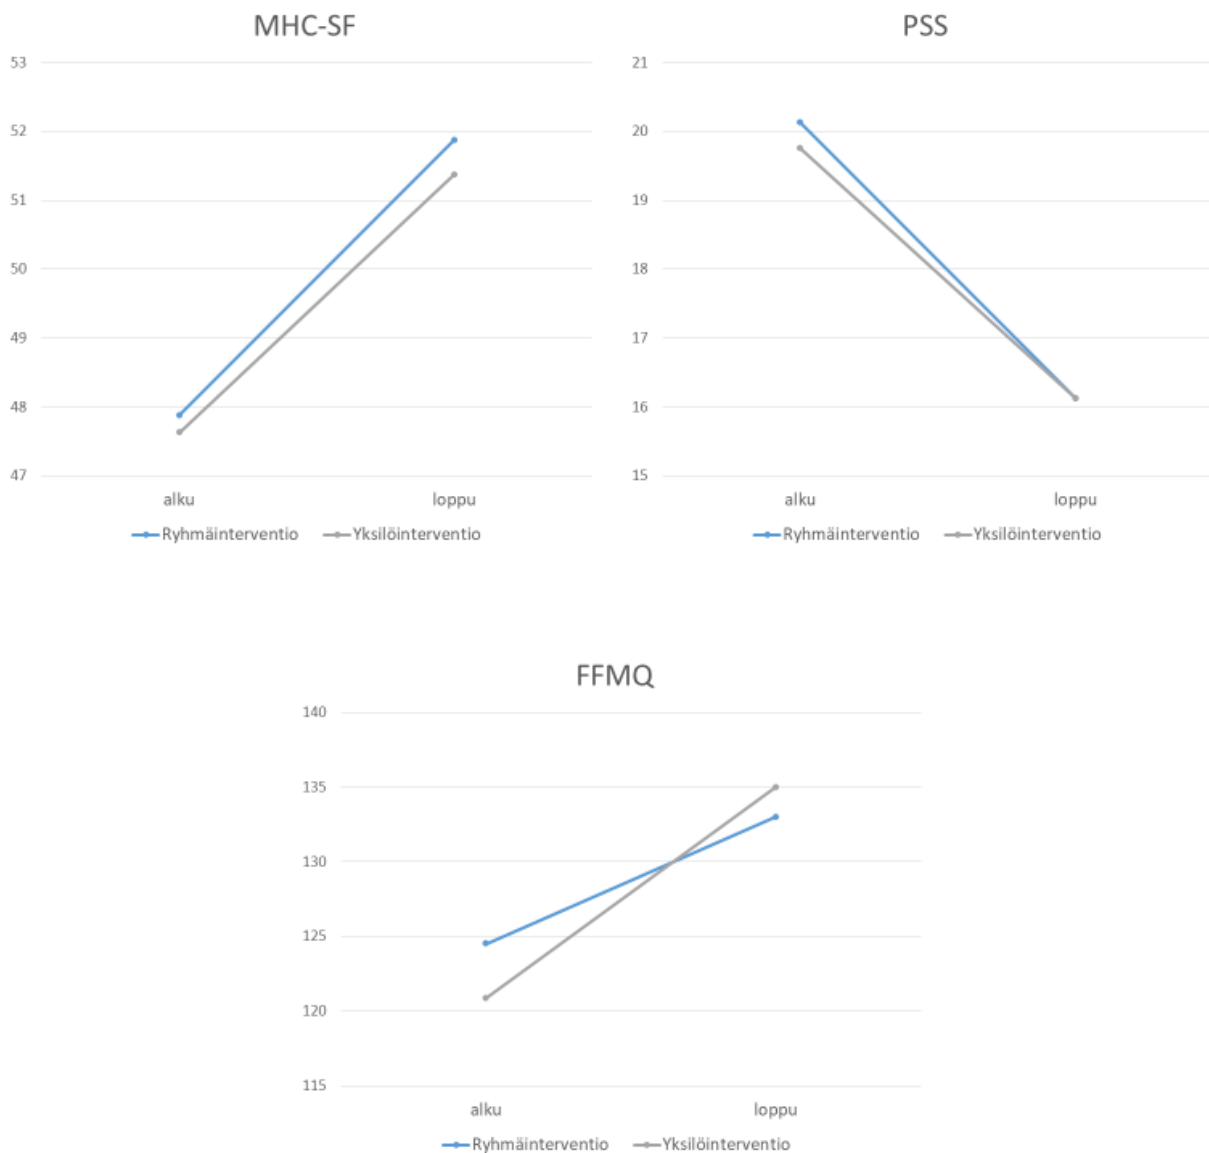 MHC-SF
53
52
51
50
49
48
47
alku loppu
Ryhmäinterventio Yksilöinterventio
PSS
21
20
19
18
17
16
15
alku loppu
Ryhmäinterventio Yksilöinterventio
FFMQ
140
135
130
125
120
115
alku loppu
Ryhmäinterventio Yksilöinterventio